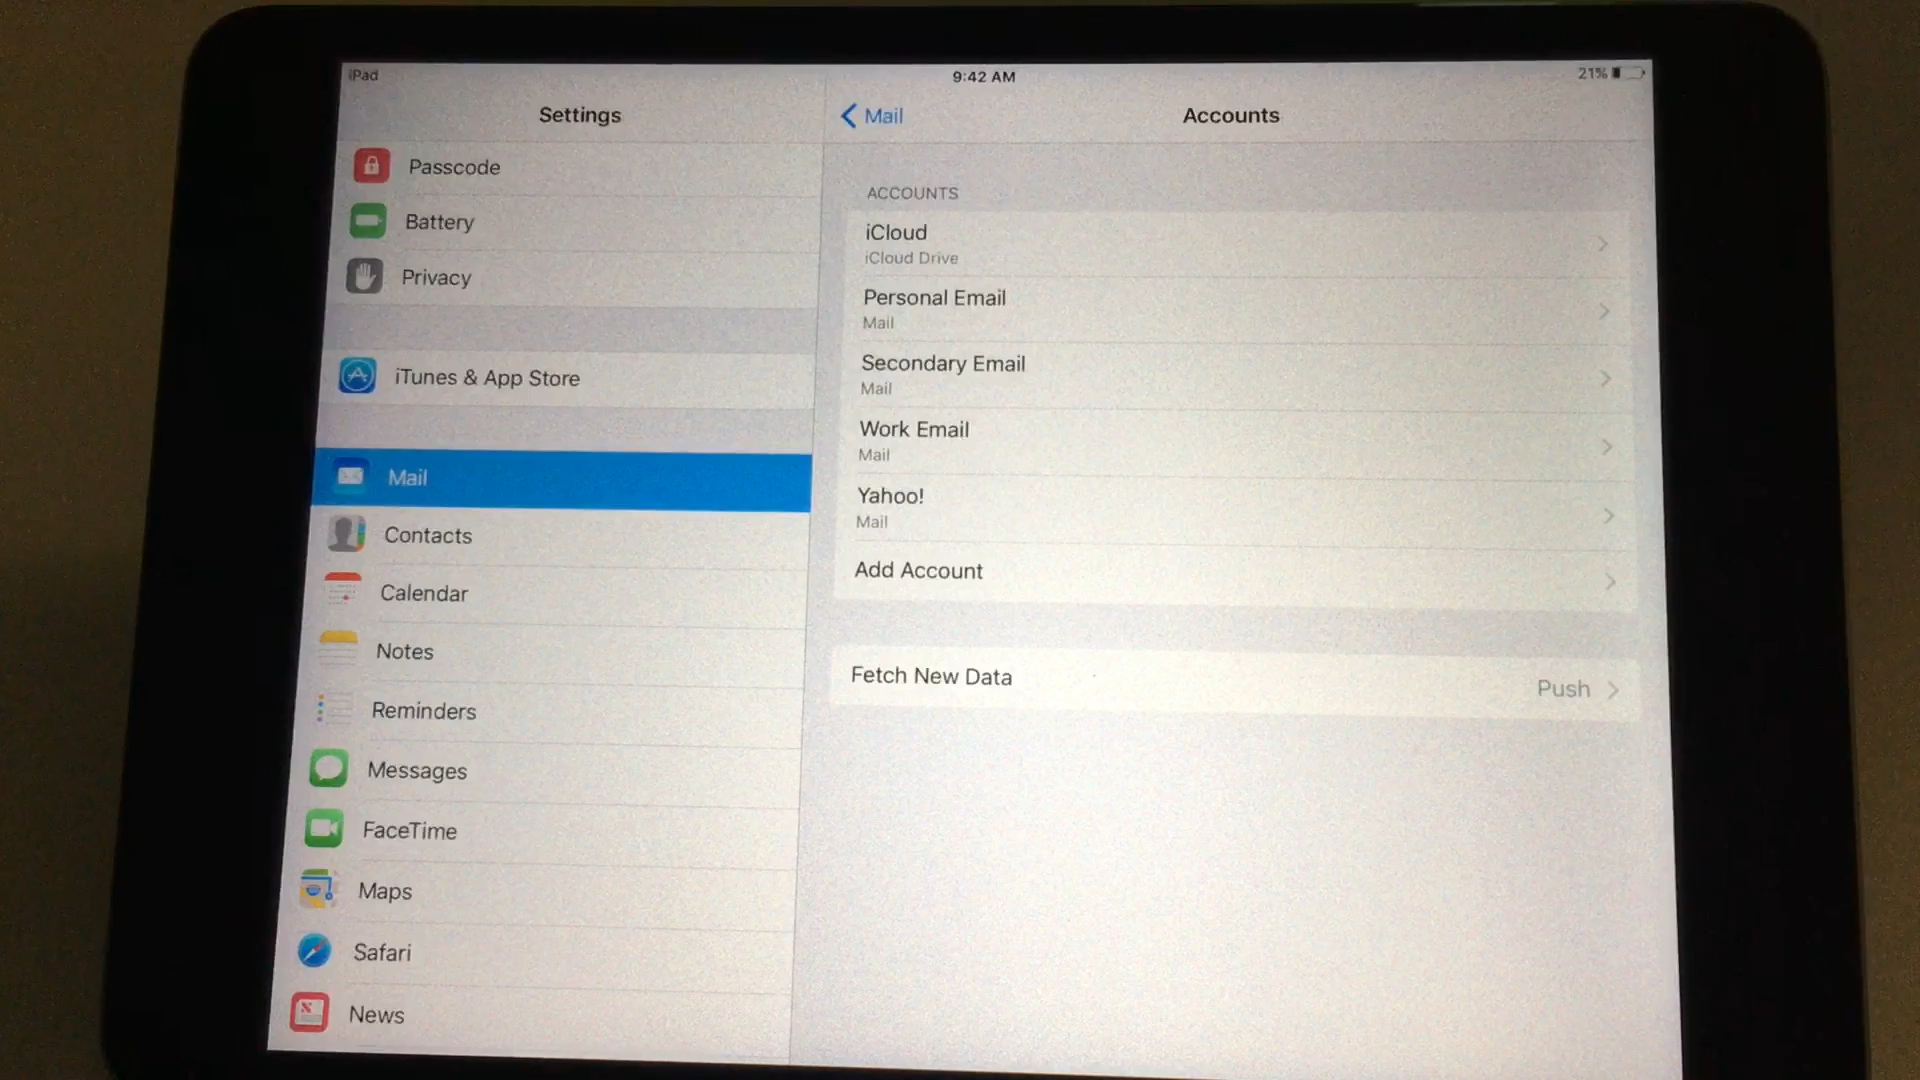 iPad
9:42 AM
21%
Settings
Mail
Accounts
Passcode
Battery
Privacy
iTunes & App Store
Mail
Contacts
Calendar
Notes
Reminders
Messages
FaceTime
Maps
Safari
News
ACCOUNTS
iCloud
iCloud Drive
Personal Email
Mail
Secondary Email
Mail
Work Email
Mail
Yahoo!
Mail
Add Account
Fetch New Data
Push